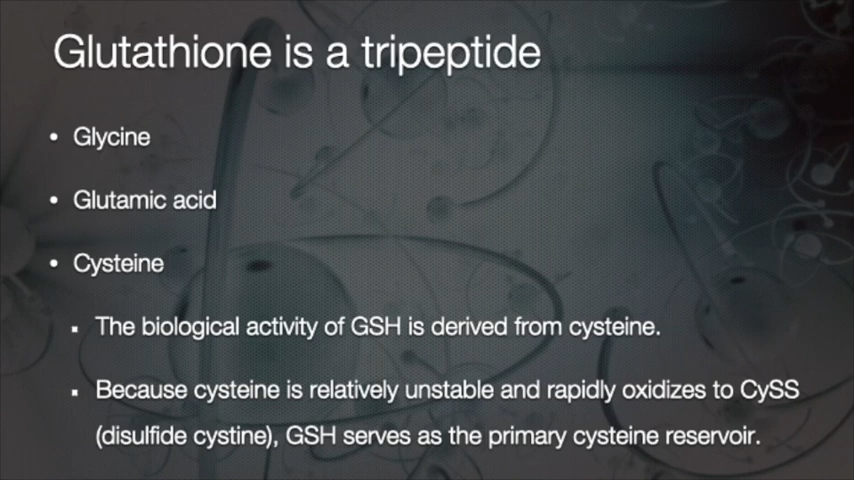 Glutathione is a tripeptide
• Glycine
• Glutamic acid
• Cysteine
▪ The biological activity of GSH is derived from cysteine.
▪ Because cysteine is relatively unstable and rapidly oxidizes to CySS
(disulfide cystine), GSH serves as the primary cysteine reservoir.